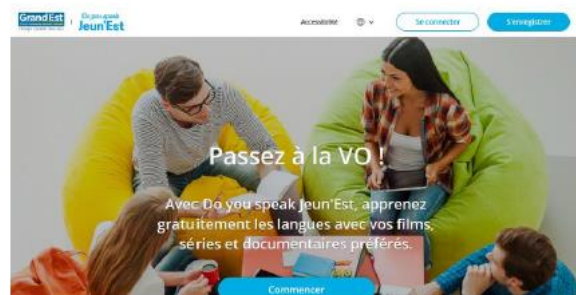 Grand Est
Do you speak
Jeun'Est
Accessibilité
Se connecter
S'enregistrer
Passez à la VO !
Avec Do you speak Jeun'Est, apprenez
gratuitement les langues avec vos films,
séries et documentaires préférés.
Commencer